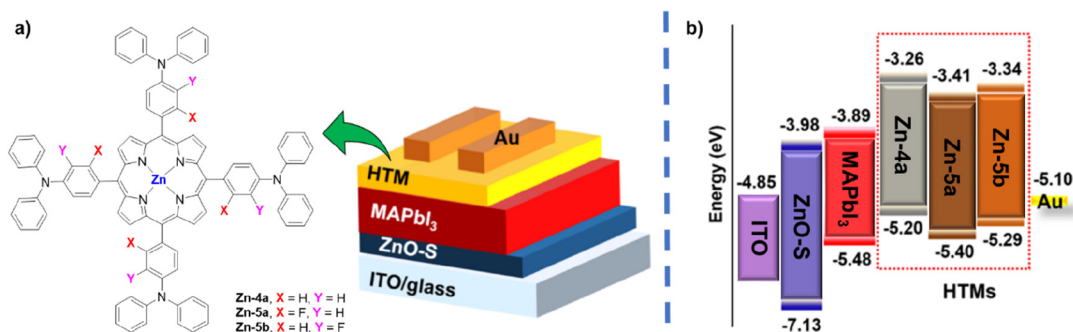 a)
N
Y
X
Y
X
N
N
N
Zn
N
N
N
X
Y
X
Y
N
Zn-4a, X = H, Y = H
Zn-5a, X = F, Y = H
Zn-5b, X = H, Y = F
Au
HTM
MAPbI3
ZnO-S
ITO/glass
b)
Energy (eV)
-4.85
ITO
-3.98
ZnO-S
-7.13
-3.89
MAPbI3
-5.48
-3.26
Zn-4a
-5.20
-3.41
Zn-5a
-5.40
-3.34
Zn-5b
-5.29
HTMs
-5.10
Au